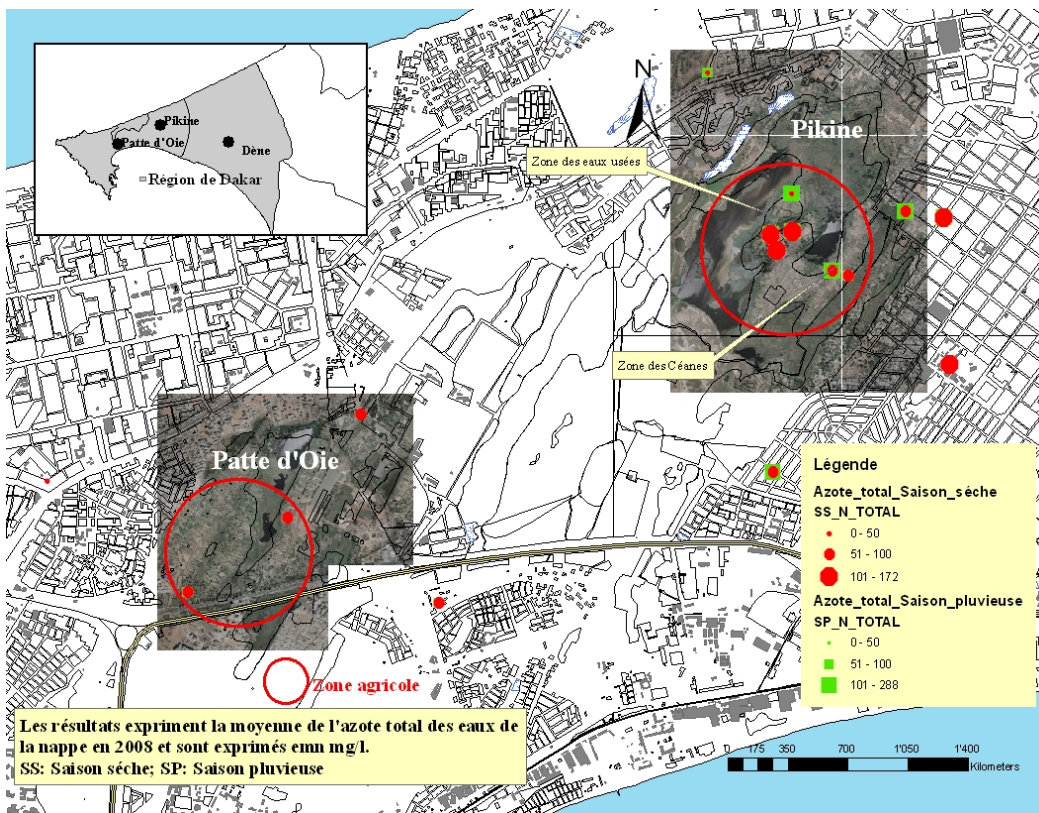 N
Pikine
Patte d'Oie
Dène
Région de Dakar
Pikine
Zone des eaux usées
Zone des Céanes
Patte d'Oie
Zone agricole
Légende
Azote_total_Saison_séche
SS_N_TOTAL
0 - 50
51 - 100
101 - 172
Azote_total_Saison_pluvieuse
SP_N_TOTAL
0 - 50
51 - 100
101 - 288
Les résultats expriment la moyenne de l'azote total des eaux de
la nappe en 2008 et sont exprimés emn mg/l.
SS: Saison séche; SP: Saison pluvieuse
0 175 350 700 1'050 1'400
Kilometers